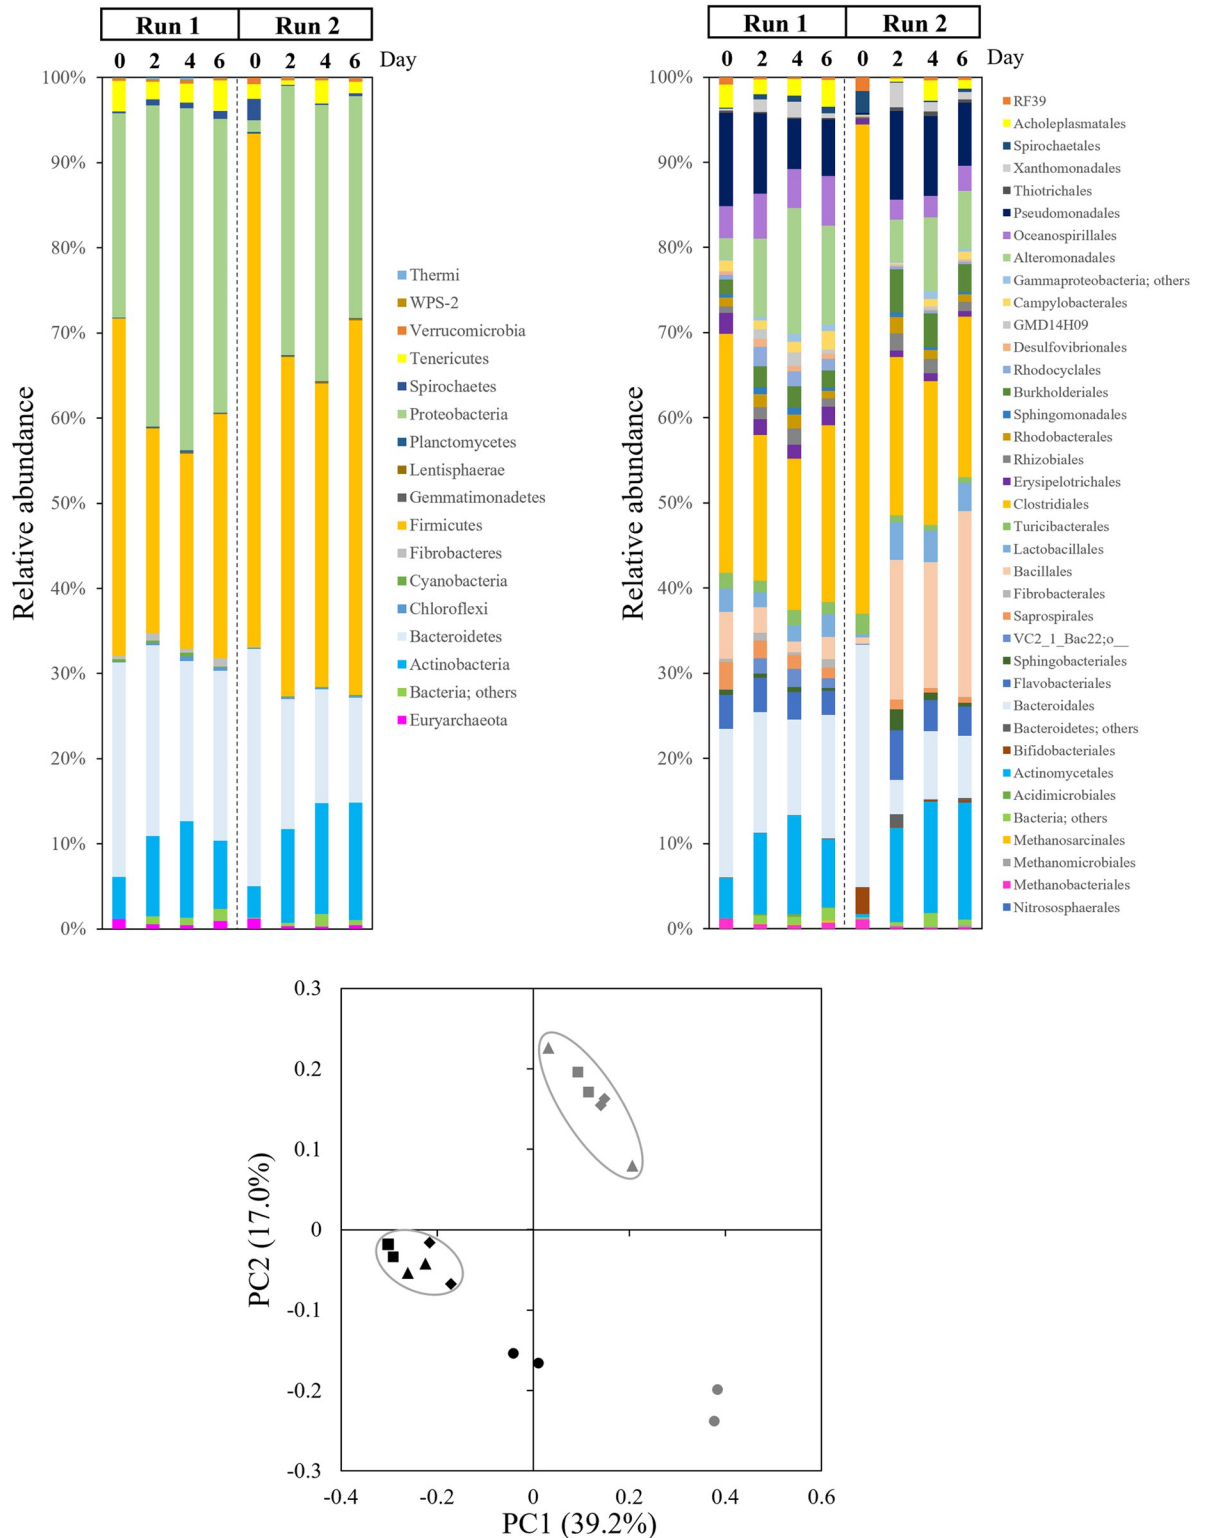 Run 1 Run 2
0 2 4 6 0 2 4 6 Day
100%
90%
80%
70%
60%
50%
40%
30%
20%
10%
0%
Relative abundance
Thermi
WPS-2
Verrucomicrobia
Tenericutes
Spirochaetes
Proteobacteria
Planctomycetes
Lentisphaerae
Gemmatimonadetes
Firmicutes
Fibrobacteres
Cyanobacteria
Chloroflexi
Bacteroidetes
Actinobacteria
Bacteria; others
Euryarchaeota
Run 1 Run 2
0 2 4 6 0 2 4 6 Day
100%
90%
80%
70%
60%
50%
40%
30%
20%
10%
0%
Relative abundance
RF39
Acholeplasmatales
Spirochaetales
Xanthomonadales
Thiotrichales
Pseudomonadales
Oceanospirillales
Alteromonadales
Gammaproteobacteria; others
Campylobacterales
GMD14H09
Desulfovibrionales
Rhodocyclales
Burkholderiales
Sphingomonadales
Rhodobacterales
Rhizobiales
Erysipelotrichales
Clostridiales
Turicibacterales
Lactobacillales
Bacillales
Fibrobacterales
Saprospirales
VC2_1_Bac22;o__
Sphingobacteriales
Flavobacteriales
Bacteroidales
Bacteroidetes; others
Bifidobacteriales
Actinomycetales
Acidimicrobiales
Bacteria; others
Methanosarcinales
Methanomicrobiales
Methanobacteriales
Nitrososphaerales
0.3
0.2
0.1
0
-0.1
-0.2
-0.3
PC2 (17.0%)
-0.4 -0.2 0 0.2 0.4 0.6
PC1 (39.2%)